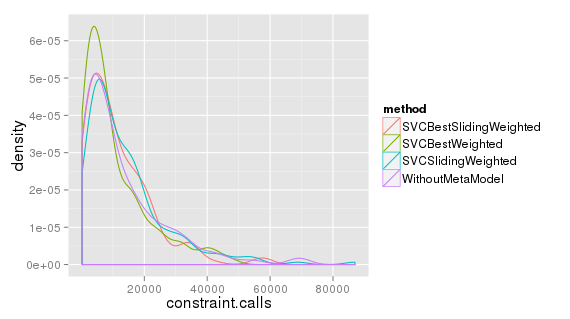 6e-05
5e-05
4e-05
3e-05
2e-05
1e-05
0e+00
density
20000 40000 60000 80000
constraint.calls
method
SVCBestSlidingWeighted
SVCBestWeighted
SVCSlidingWeighted
WithoutMetaModel